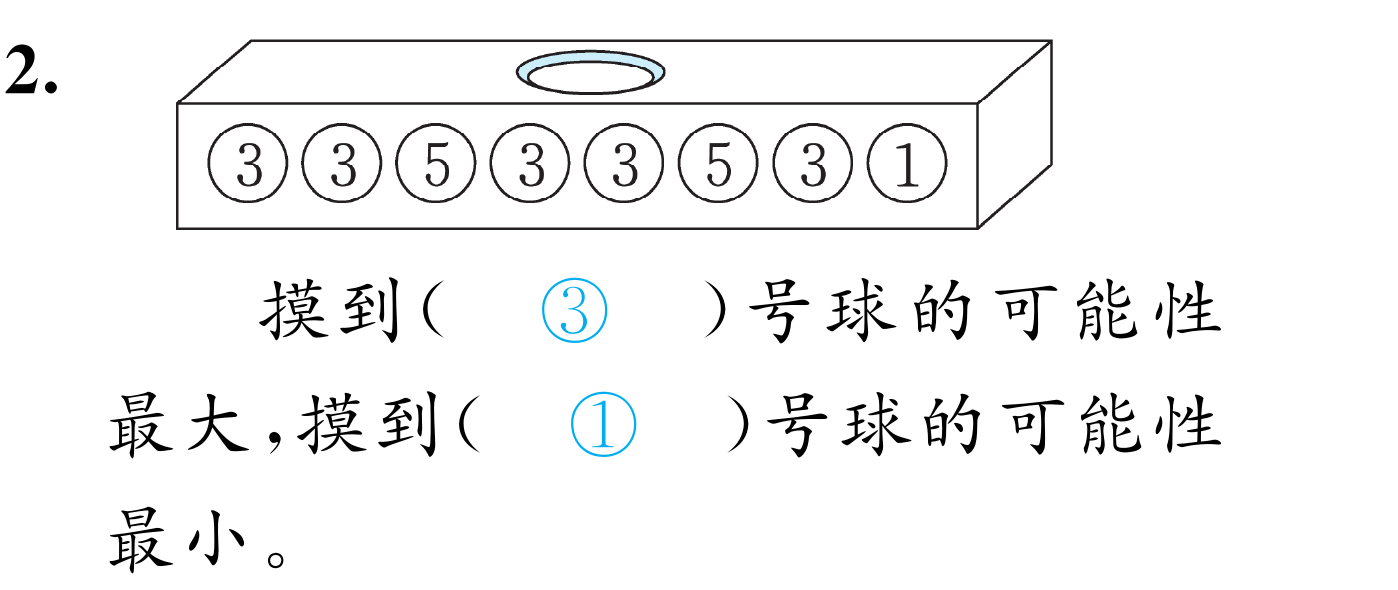 2.
③③⑤③③⑤③①
摸到( ③ )号球的可能性
最大,摸到( ① )号球的可能性
最小。